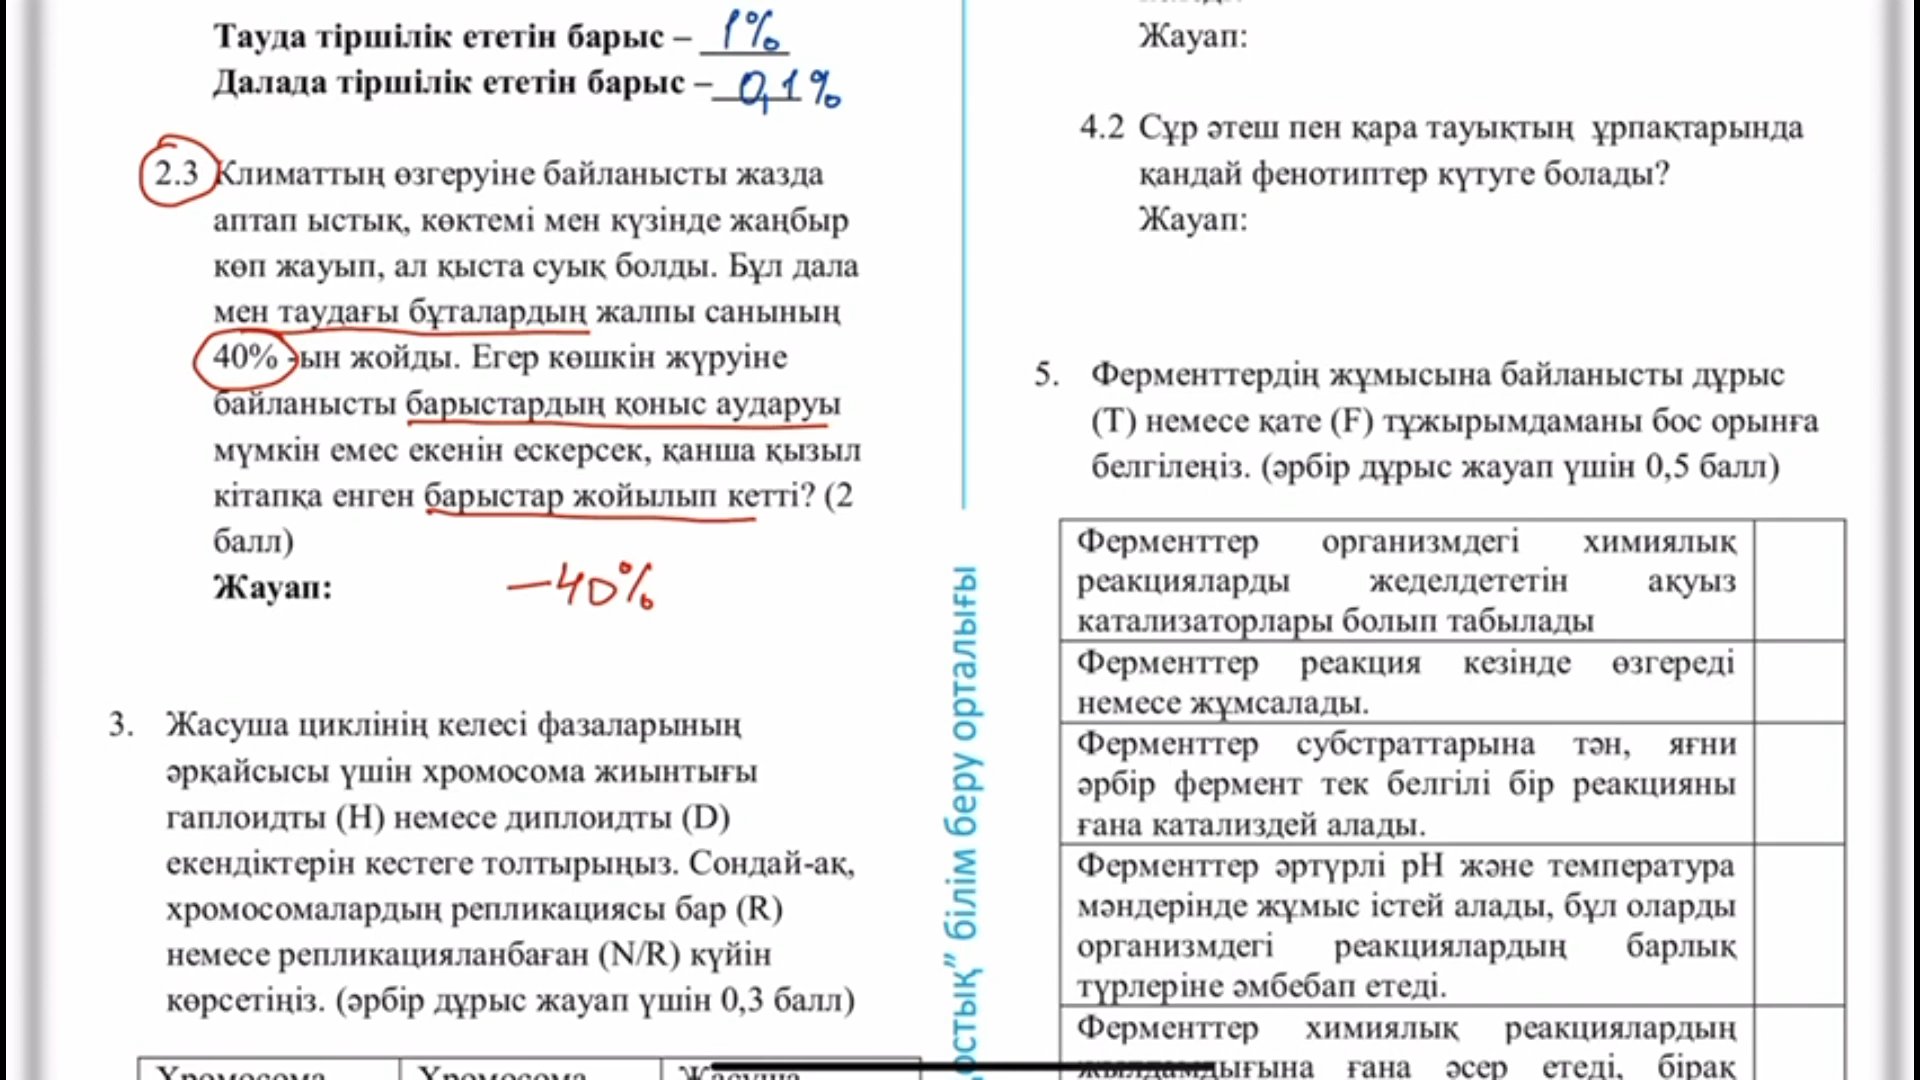 Тауда тіршілік ететін барыс – 1%
Далада тіршілік ететін барыс – 0,1%
2.3 Климаттың өзгеруіне байланысты жазда
аптап ыстық, көктемі мен күзінде жаңбыр
көп жауып, ал қыста суық болды. Бұл дала
мен таудағы бұталардың жалпы санының
40% -ын жойды. Егер көшкін жүруіне
байланысты барыстардың қоныс аударуы
мүмкін емес екенін ескерсек, қанша қызыл
кітапқа енген барыстар жойылып кетті? (2
балл)
Жауап: –40%
3. Жасуша циклінің келесі фазаларының
әрқайсысы үшін хромосома жиынтығы
гаплоидты (H) немесе диплоидты (D)
екендіктерін кестеге толтырыңыз. Сондай-ақ,
хромосомалардың репликациясы бар (R)
немесе репликацияланбаған (N/R) күйін
көрсетіңіз. (әрбір дұрыс жауап үшін 0,3 балл)
Хромосома Хромосома Жасуша
остық” білім беру орталығы
Жауап:
4.2 Сұр әтеш пен қара тауықтың ұрпақтарында
қандай фенотиптер күтуге болады?
Жауап:
5. Ферменттердің жұмысына байланысты дұрыс
(T) немесе қате (F) тұжырымдаманы бос орынға
белгілеңіз. (әрбір дұрыс жауап үшін 0,5 балл)
Ферменттер организмдегі химиялық
реакцияларды жеделдететін ақуыз
катализаторлары болып табылады
Ферменттер реакция кезінде өзгереді
немесе жұмсалады.
Ферменттер субстраттарына тән, яғни
әрбір фермент тек белгілі бір реакцияны
ғана катализдей алады.
Ферменттер әртүрлі pH және температура
мәндерінде жұмыс істей алады, бұл оларды
организмдегі реакциялардың барлық
түрлеріне әмбебап етеді.
Ферменттер химиялық реакциялардың
жылдамдығына ғана әсер етеді, бірақ